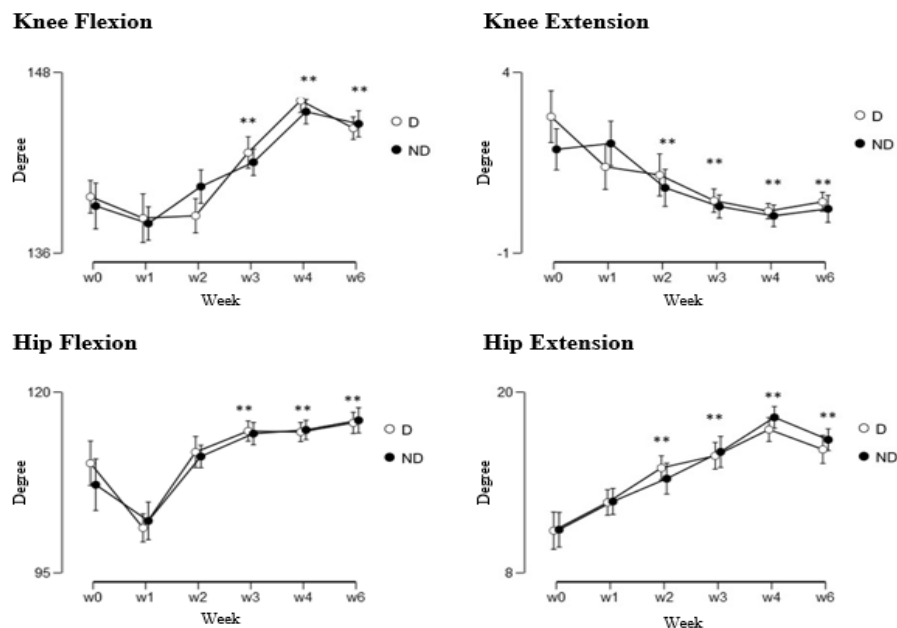 Knee Flexion
148
**
**
**
D
ND
Degree
136
w0 w1 w2 w3 w4 w6
Week
Knee Extension
4
**
**
**
**
D
ND
Degree
-1
w0 w1 w2 w3 w4 w6
Week
Hip Flexion
120
**
**
**
D
ND
Degree
95
w0 w1 w2 w3 w4 w6
Week
Hip Extension
20
**
**
**
**
D
ND
Degree
8
w0 w1 w2 w3 w4 w6
Week